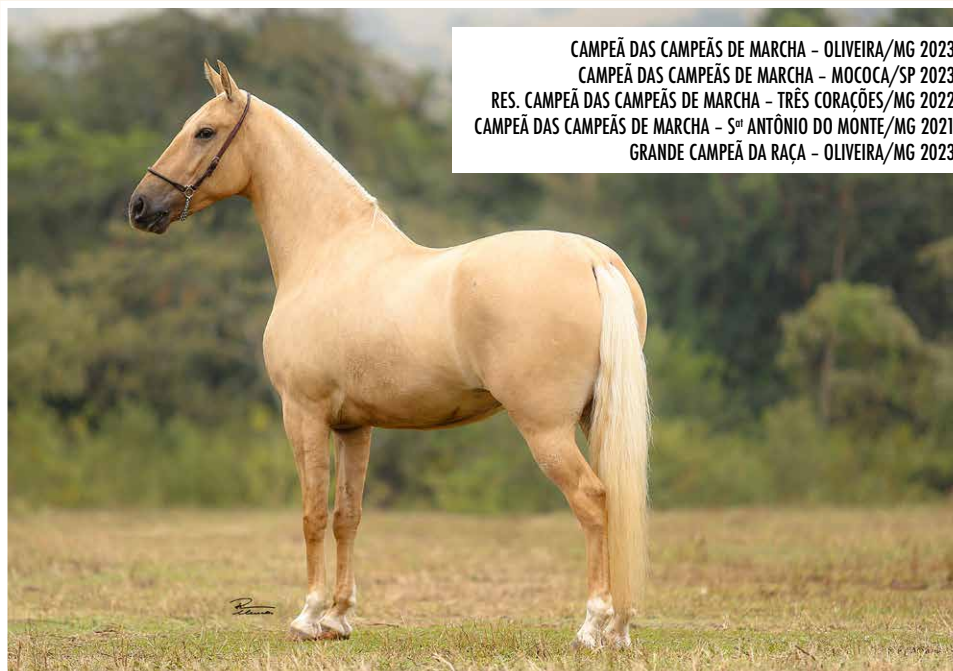 CAMPEÃ DAS CAMPEÃS DE MARCHA – OLIVEIRA/MG 2023
CAMPEÃ DAS CAMPEÃS DE MARCHA – MOCOCA/SP 2023
RES. CAMPEÃ DAS CAMPEÃS DE MARCHA – TRÊS CORAÇÕES/MG 2022
CAMPEÃ DAS CAMPEÃS DE MARCHA – Sᵒᵗ ANTÔNIO DO MONTE/MG 2021
GRANDE CAMPEÃ DA RAÇA – OLIVEIRA/MG 2023